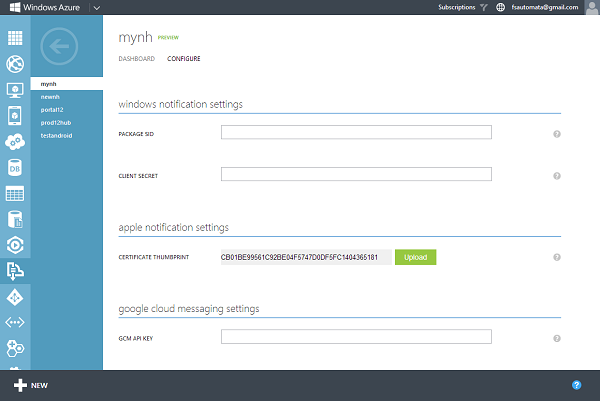 Windows Azure
Subscriptions
fsautomata@gmail.com
mynh
newnh
portal12
prod12hub
testandroid
DB
mynh PREVIEW
DASHBOARD CONFIGURE
windows notification settings
PACKAGE SID
?
CLIENT SECRET
?
apple notification settings
CERTIFICATE THUMBPRINT CB01BE99561C92BE04F5747D0DF5FC1404365181 Upload
?
google cloud messaging settings
GCM API KEY
?
NEW
?